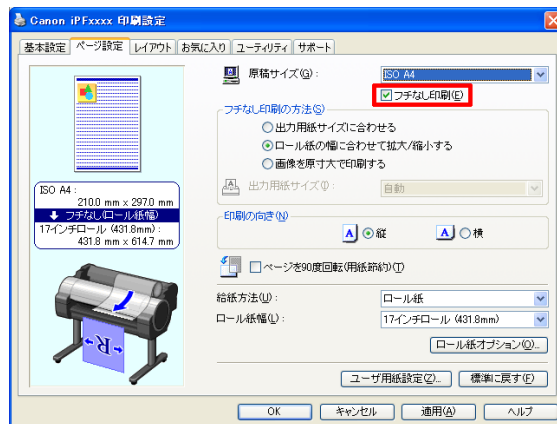 Canon iPFxxxx 印刷設定
基本設定 ページ設定 レイアウト お気に入り ユーティリティ サポート
原稿サイズ(G): ISO A4
フチなし印刷(E)
フチなし印刷の方法(S)
出力用紙サイズに合わせる
ロール紙の幅に合わせて拡大/縮小する
画像を原寸大で印刷する
出力用紙サイズ(I): 自動
ISO A4 :
210.0 mm x 297.0 mm
フチなし(ロール紙幅)
17インチロール (431.8mm) :
431.8 mm x 614.7 mm
印刷の向き(N)
A 縦 A 横
ページを90度回転(用紙節約)(T)
給紙方法(U): ロール紙
ロール紙幅(L): 17インチロール (431.8mm)
ロール紙オプション(O)...
R
ユーザ用紙設定(Z)... 標準に戻す(F)
OK キャンセル 適用(A) ヘルプ